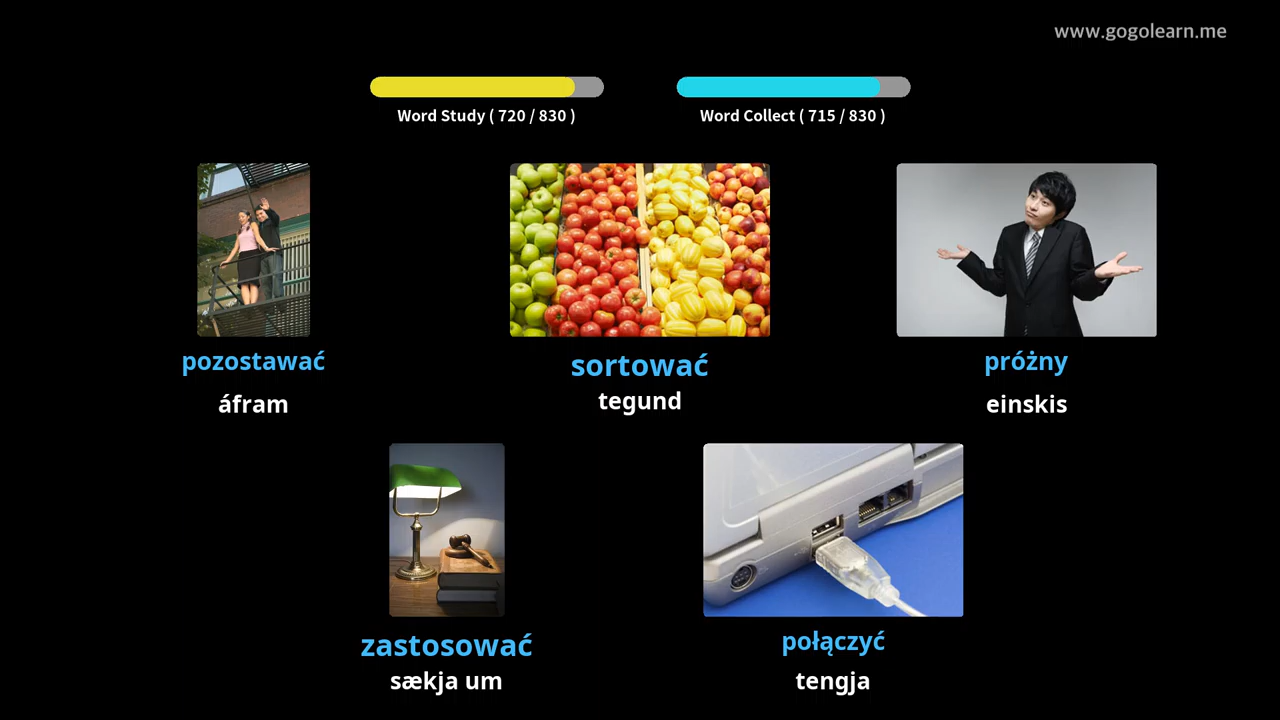 www.gogolearn.me
Word Study ( 720 / 830 )
Word Collect ( 715 / 830 )
pozostawać
áfram
sortować
tegund
próżny
einskis
zastosować
sækja um
połączyć
tengja